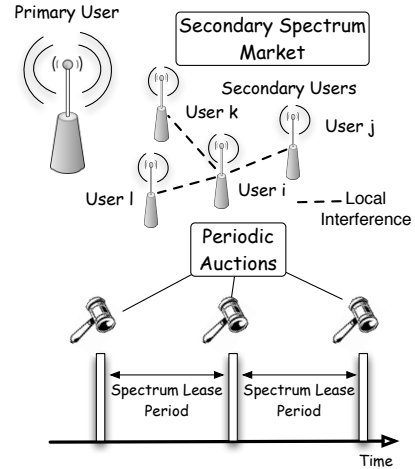 Primary User
Secondary Spectrum
Market
Secondary Users
User k
User j
User l
User i
Local
Interference
Periodic
Auctions
Spectrum Lease
Period
Spectrum Lease
Period
Time